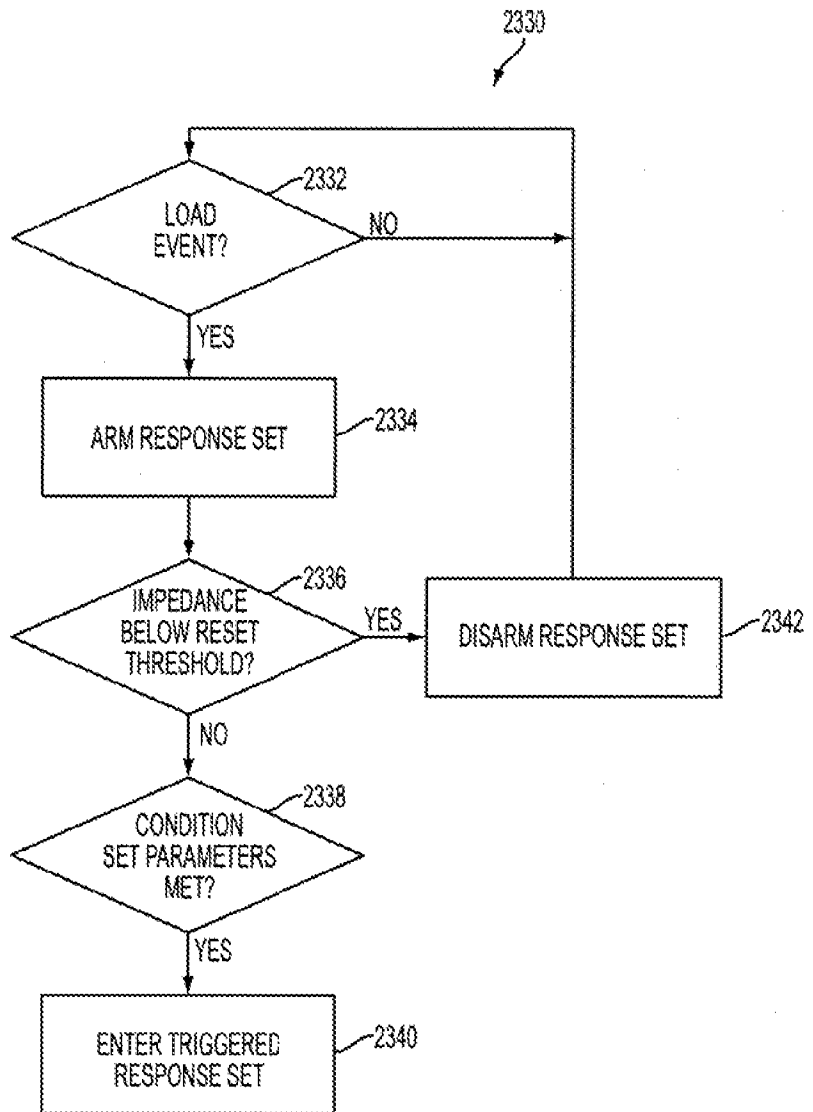 2330
2332
LOAD
EVENT?
NO
YES
ARM RESPONSE SET
2334
2336
IMPEDANCE
BELOW RESET
THRESHOLD?
YES
DISARM RESPONSE SET
2342
NO
2338
CONDITION
SET PARAMETERS
MET?
YES
ENTER TRIGGERED
RESPONSE SET
2340